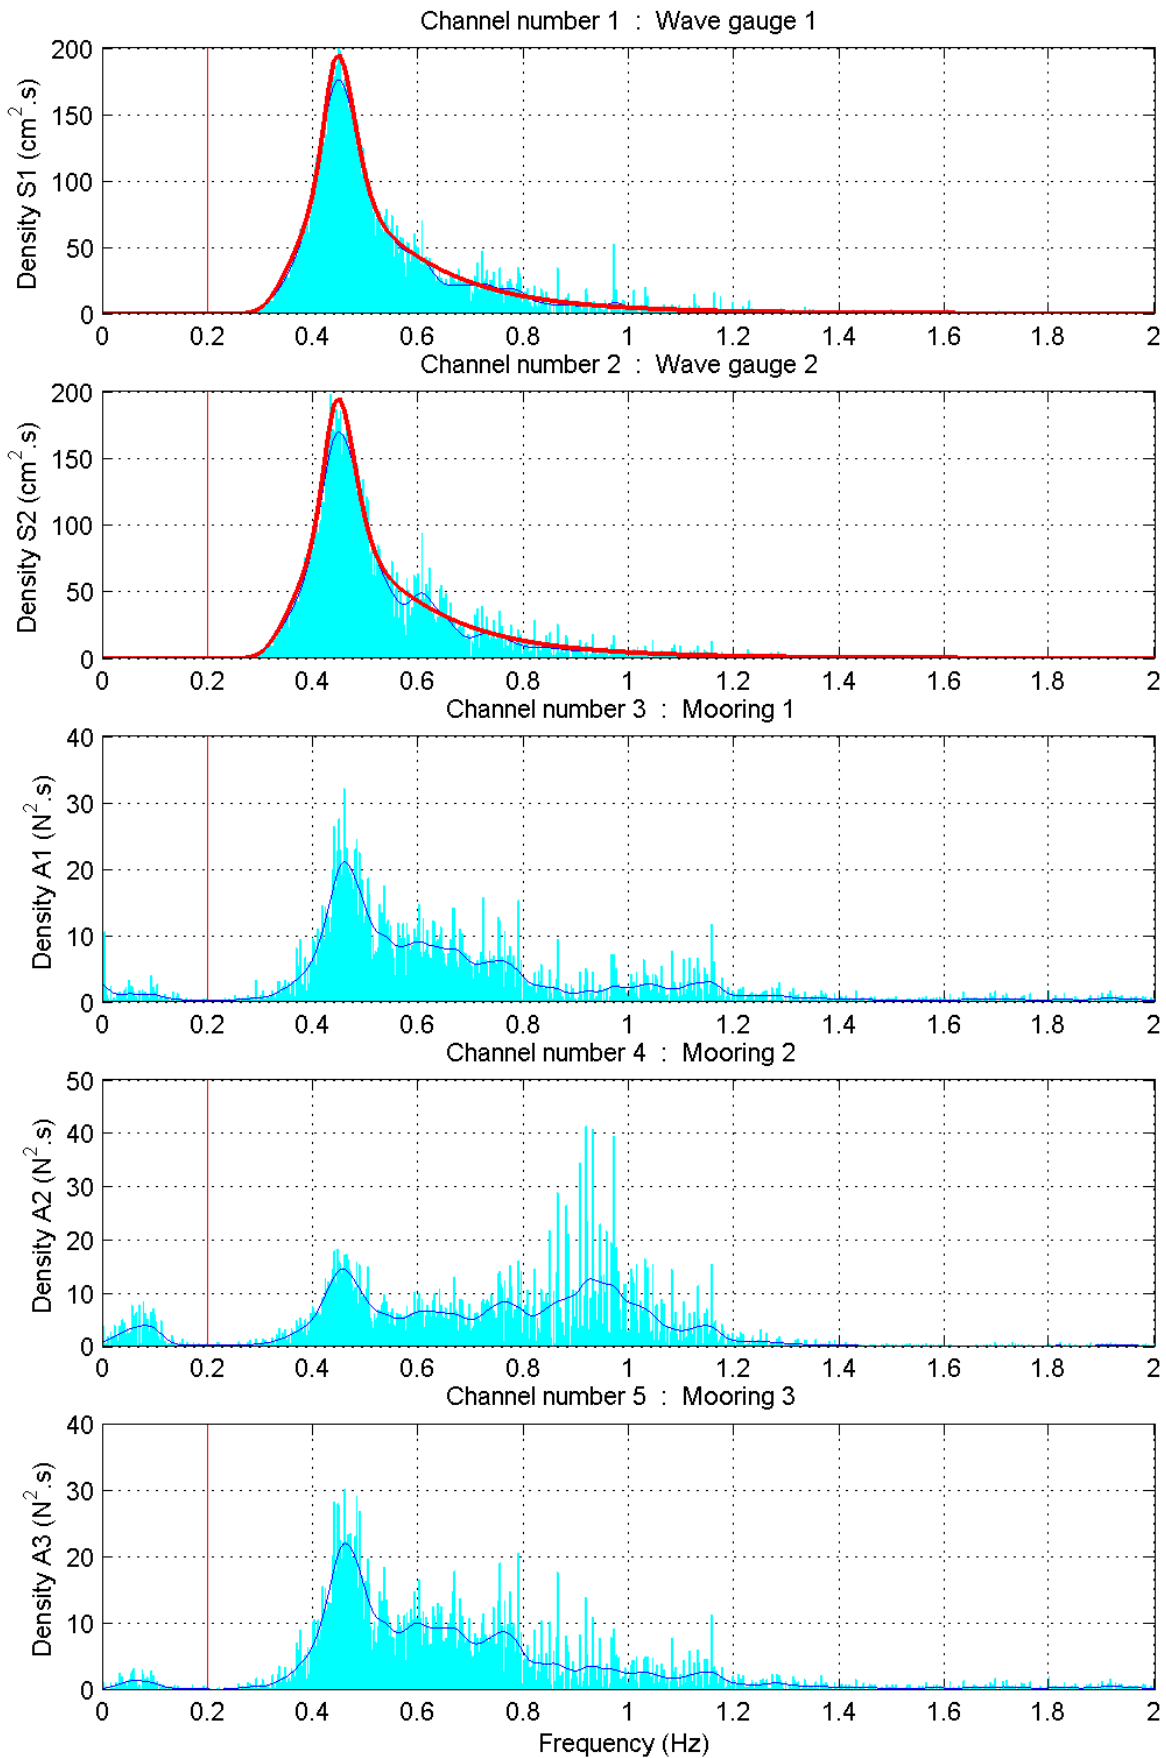 Channel number 1 : Wave gauge 1
200
150
100
50
0
Density S1 (cm².s)
0 0.2 0.4 0.6 0.8 1 1.2 1.4 1.6 1.8 2
Channel number 2 : Wave gauge 2
200
150
100
50
0
Density S2 (cm².s)
0 0.2 0.4 0.6 0.8 1 1.2 1.4 1.6 1.8 2
Channel number 3 : Mooring 1
40
30
20
10
0
Density A1 (N².s)
0 0.2 0.4 0.6 0.8 1 1.2 1.4 1.6 1.8 2
Channel number 4 : Mooring 2
50
40
30
20
10
0
Density A2 (N².s)
0 0.2 0.4 0.6 0.8 1 1.2 1.4 1.6 1.8 2
Channel number 5 : Mooring 3
40
30
20
10
0
Density A3 (N².s)
0 0.2 0.4 0.6 0.8 1 1.2 1.4 1.6 1.8 2
Frequency (Hz)